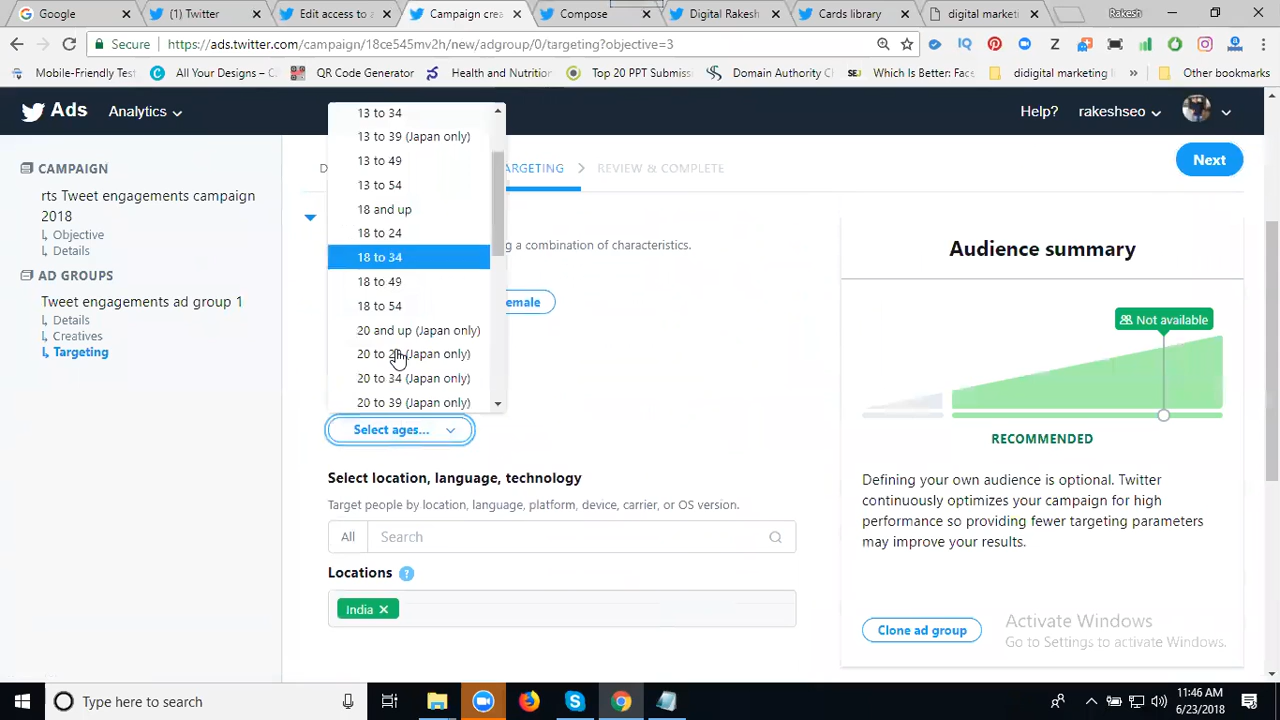 Google
(1) Twitter
Edit access to a
Campaign crea
Compose
Digital Rakesh
Cards library
digital marketi
Rakesh
Secure
https://ads.twitter.com/campaign/18ce545mv2h/new/adgroup/0/targeting?objective=3
Mobile-Friendly Test
All Your Designs – C
QR Code Generator
Health and Nutrition
Top 20 PPT Submiss
Domain Authority C
Which Is Better: Face
didigital marketing
Other bookmarks
Ads
Analytics
Help?
rakeshseo
CAMPAIGN
rts Tweet engagements campaign
2018
Objective
Details
AD GROUPS
Tweet engagements ad group 1
Details
Creatives
Targeting
D
TARGETING
REVIEW & COMPLETE
Next
13 to 34
13 to 39 (Japan only)
13 to 49
13 to 54
18 and up
18 to 24
18 to 34
18 to 49
18 to 54
20 and up (Japan only)
20 to (Japan only)
20 to 34 (Japan only)
20 to 39 (Japan only)
g a combination of characteristics.
emale
Select ages...
Select location, language, technology
Target people by location, language, platform, device, carrier, or OS version.
All
Search
Locations
?
India
Audience summary
Not available
RECOMMENDED
Defining your own audience is optional. Twitter
continuously optimizes your campaign for high
performance so providing fewer targeting parameters
may improve your results.
Clone ad group
Activate Windows
Go to Settings to activate Windows.
Type here to search
11:46 AM
6/23/2018